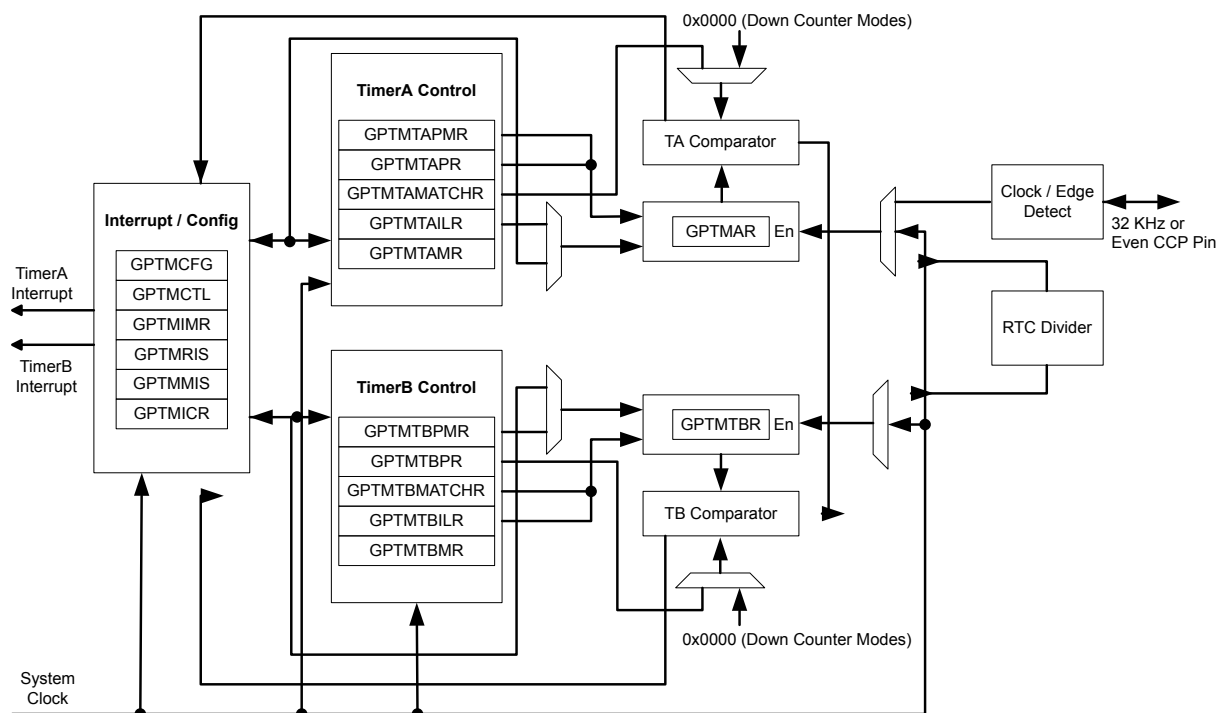 0x0000 (Down Counter Modes)
TimerA Control
GPTMTAPMR
GPTMTAPR
GPTMTAMATCHR
GPTMTAILR
GPTMTAMR
TA Comparator
GPTMAR
En
Clock / Edge
Detect
32 KHz or
Even CCP Pin
Interrupt / Config
GPTMCFG
GPTMCTL
GPTMIMR
GPTMRIS
GPTMMIS
GPTMICR
TimerA
Interrupt
TimerB
Interrupt
RTC Divider
TimerB Control
GPTMTBPMR
GPTMTBPR
GPTMTBMATCHR
GPTMTBILR
GPTMTBMR
GPTMTBR
En
TB Comparator
0x0000 (Down Counter Modes)
System
Clock